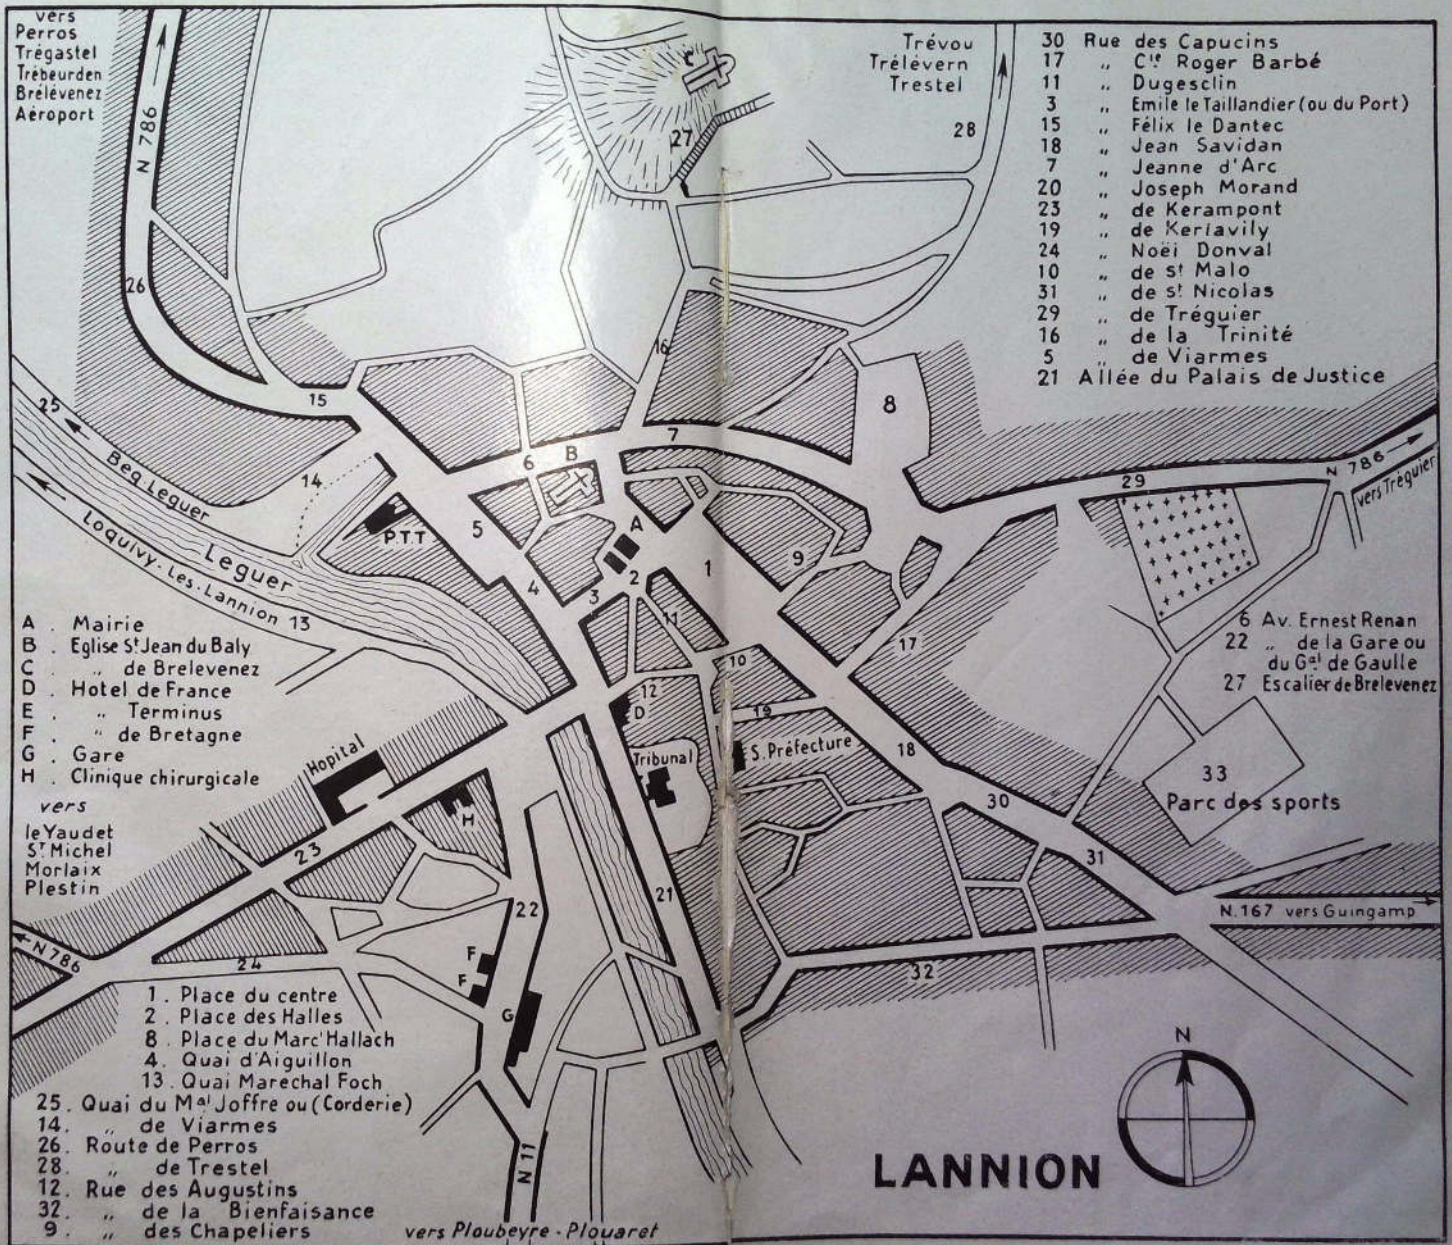 vers
Perros
Trégastel
Trébeurden
Brélévenez
Aéroport
N 786
26
15
25
Beg Leguer
14
Leguer
Loquivy-Les-Lannion 13
P.T.T
C
27
Trévou
Trélévern
Trestel
28
30 Rue des Capucins
17 " Cie Roger Barbé
11 " Dugesclin
3 " Emile le Taillandier (ou du Port)
15 " Félix le Dantec
18 " Jean Savidan
7 " Jeanne d'Arc
20 " Joseph Morand
23 " de Kerampont
19 " de Kerlavily
24 " Noëi Donval
10 " de st Malo
31 " de st Nicolas
29 " de Tréguier
16 " de la Trinité
5 " de Viarmes
21 Allée du Palais de Justice
16
8
7
6
B
5
A
4
3
2
1
9
11
10
12
D
19
17
18
29
N 786
vers Tréguier
6 Av. Ernest Renan
22 " de la Gare ou
du Gal de Gaulle
27 Escalier de Brelevenez
A . Mairie
B . Eglise St Jean du Baly
C . " de Brelevenez
D . Hotel de France
E . " Terminus
F . " de Bretagne
G . Gare
H . Clinique chirurgicale
vers
le Yaudet
St Michel
Morlaix
Plestin
Hopital
H
23
Tribunal
S. Préfecture
30
31
33
Parc des sports
N.167 vers Guingamp
N 786
24
22
21
F
F
G
32
1 . Place du centre
2 . Place des Halles
8 . Place du Marc'Hallach
4 . Quai d'Aiguillon
13 . Quai Marechal Foch
25 . Quai du Mal Joffre ou (Corderie)
14. " de Viarmes
26. Route de Perros
28. " de Trestel
12. Rue des Augustins
32. " de la Bienfaisance
9. " des Chapeliers
N 11
vers Ploubeyre - Plouaret
N
LANNION